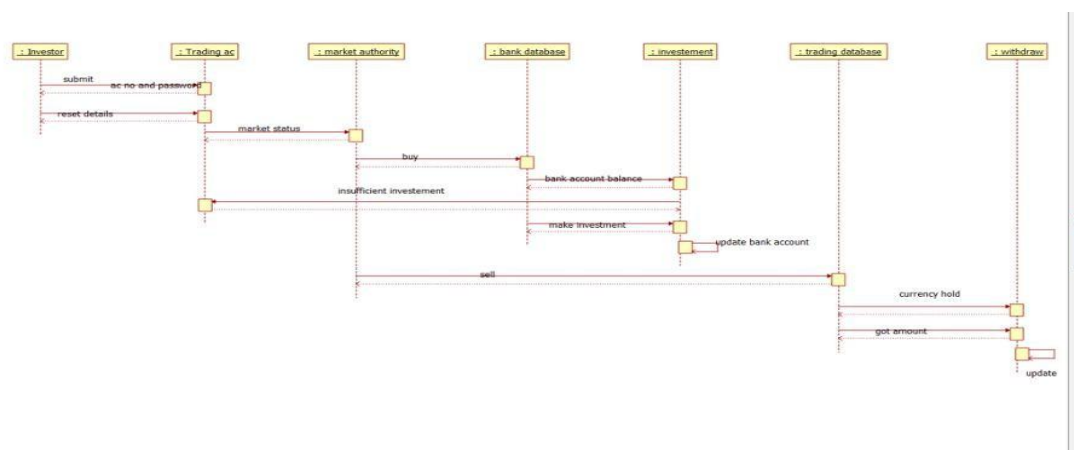 : Investor
: Trading ac
: market authority
: bank database
: investement
: trading database
: withdraw
submit
ac no and password
reset details
market status
buy
bank account balance
insufficient investement
make investment
update bank account
sell
currency hold
got amount
update